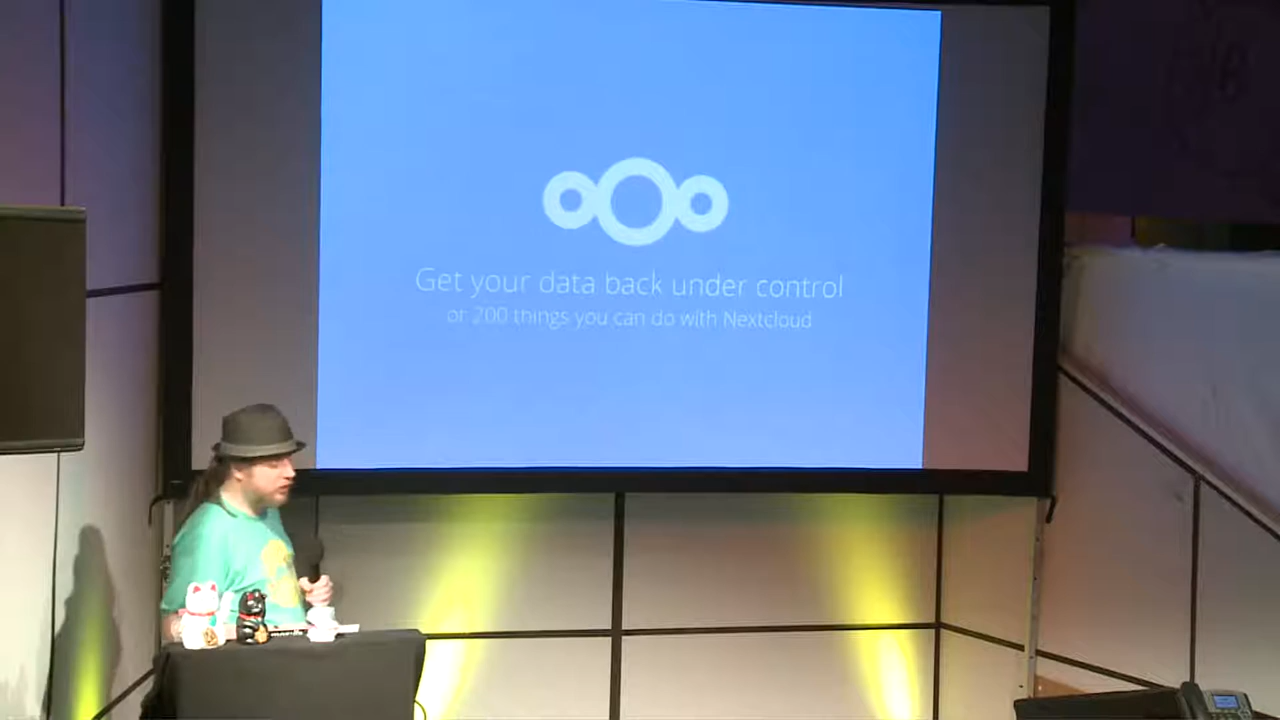 Get your data back under control
or 200 things you can do with Nextcloud